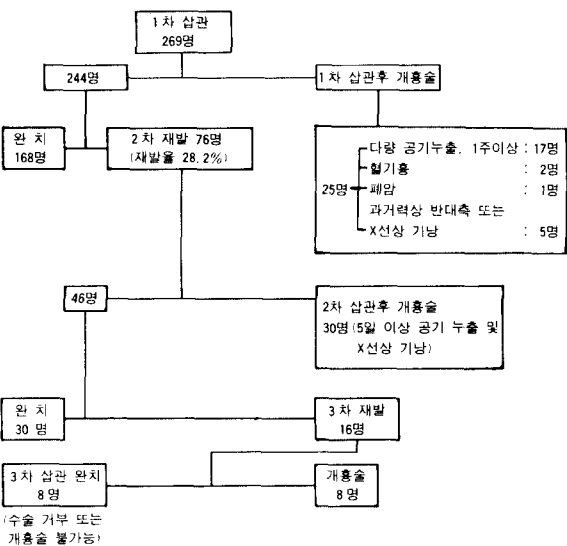 1차 삽관
269명
244명
1차 삽관후 개흉술
완 치
168명
2차 재발 76명
(재발율 28.2%)
다량 공기누출, 1주이상 : 17명
혈기흉 : 2명
25명
폐암 : 1명
과거력상 반대측 또는
X선상 기낭 : 5명
46명
2차 삽관후 개흉술
30명(5일 이상 공기 누출 및
X선상 기낭)
완 치
30 명
3차 재발
16명
3차 삽관 완치
8명
개흉술
8명
(수술 거부 또는
개흉술 불가능)